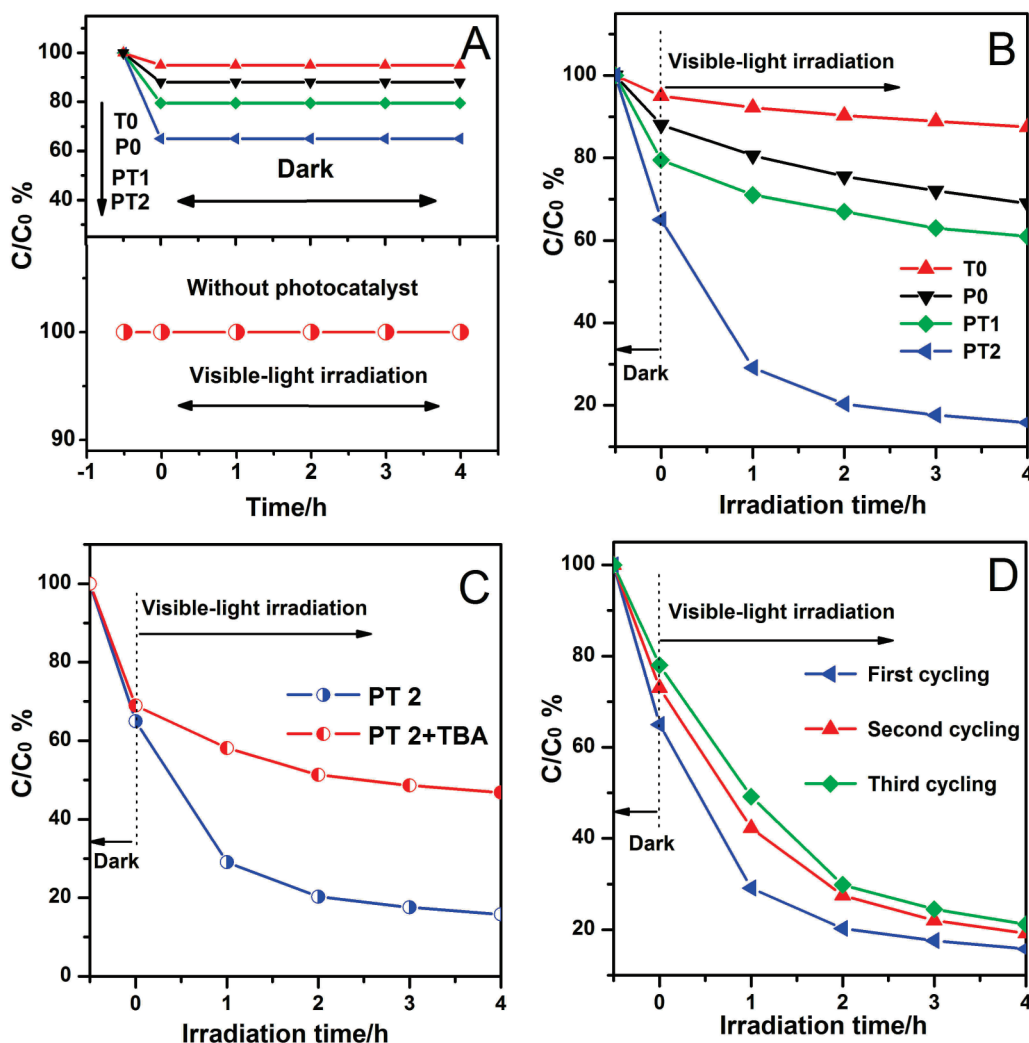 A
C/C0 %
100
80
60
40
T0
P0
PT1
PT2
Dark
Without photocatalyst
100
Visible-light irradiation
90
-1 0 1 2 3 4
Time/h
B
C/C0 %
Visible-light irradiation
100
80
60
40
20
T0
P0
PT1
PT2
Dark
0 1 2 3 4
Irradiation time/h
C
C/C0 %
Visible-light irradiation
100
80
60
40
20
0
PT 2
PT 2+TBA
Dark
0 1 2 3 4
Irradiation time/h
D
C/C0 %
Visible-light irradiation
100
80
60
40
20
First cycling
Second cycling
Third cycling
Dark
0 1 2 3 4
Irradiation time/h